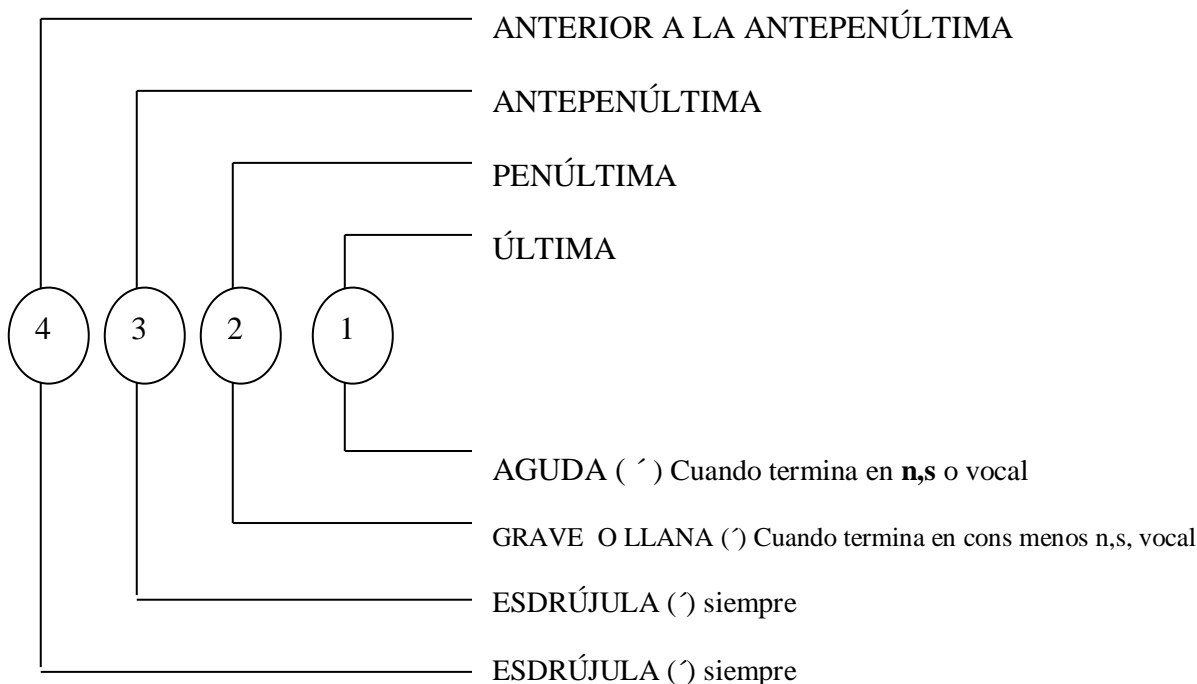 ANTERIOR A LA ANTEPENÚLTIMA
ANTEPENÚLTIMA
PENÚLTIMA
ÚLTIMA
4 3 2 1
AGUDA ( ´ ) Cuando termina en n,s o vocal
GRAVE O LLANA (´) Cuando termina en cons menos n,s, vocal
ESDRÚJULA (´) siempre
ESDRÚJULA (´) siempre